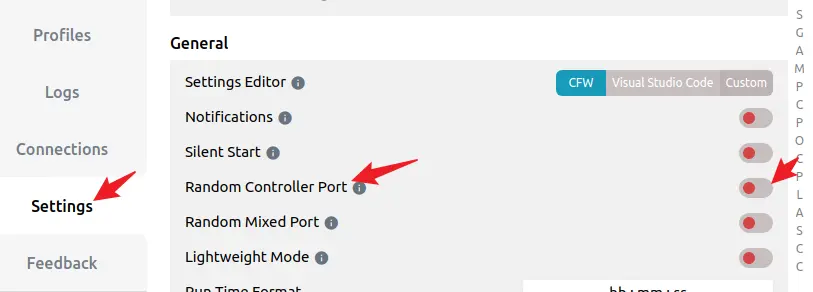 Profiles
Logs
Connections
Settings
Feedback
General
Settings Editor
CFW Visual Studio Code Custom
Notifications
Silent Start
Random Controller Port
Random Mixed Port
Lightweight Mode
Run Time Format
hh : mm : ss
S
G
A
M
P
C
P
O
C
P
L
A
S
C
C